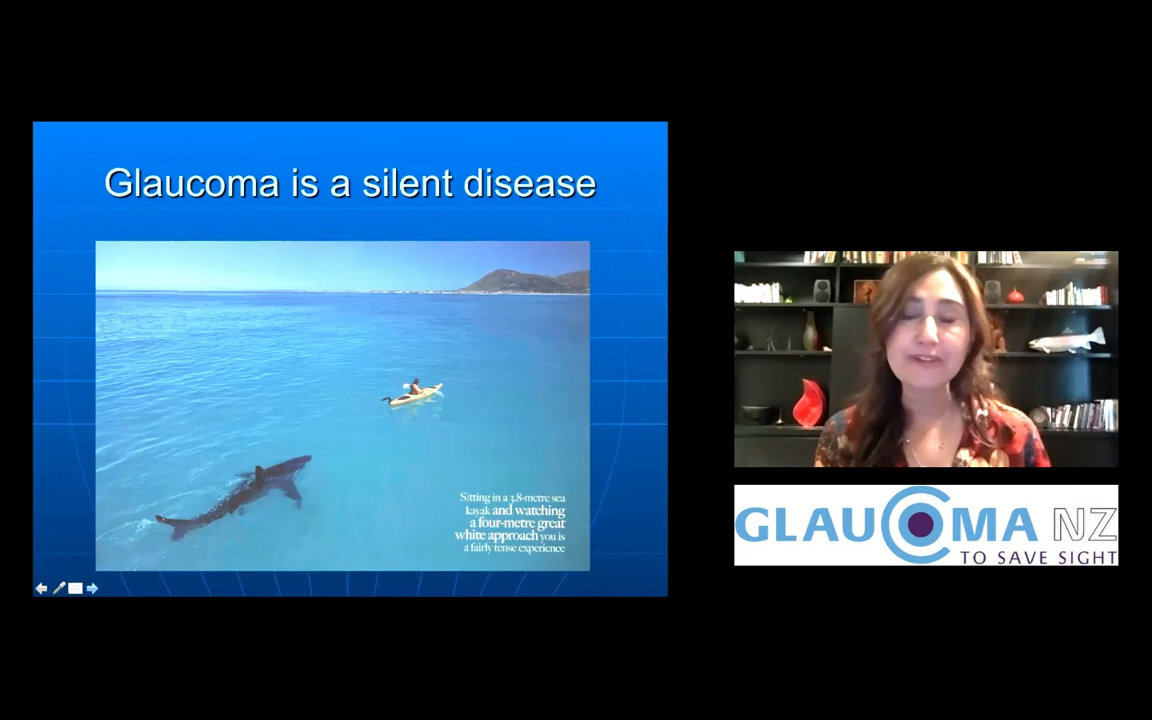 Glaucoma is a silent disease
Sitting in a 3.8-metre sea
kayak and watching
a four-metre great
white approach you is
a fairly tense experience
GLAUCOMA NZ
TO SAVE SIGHT